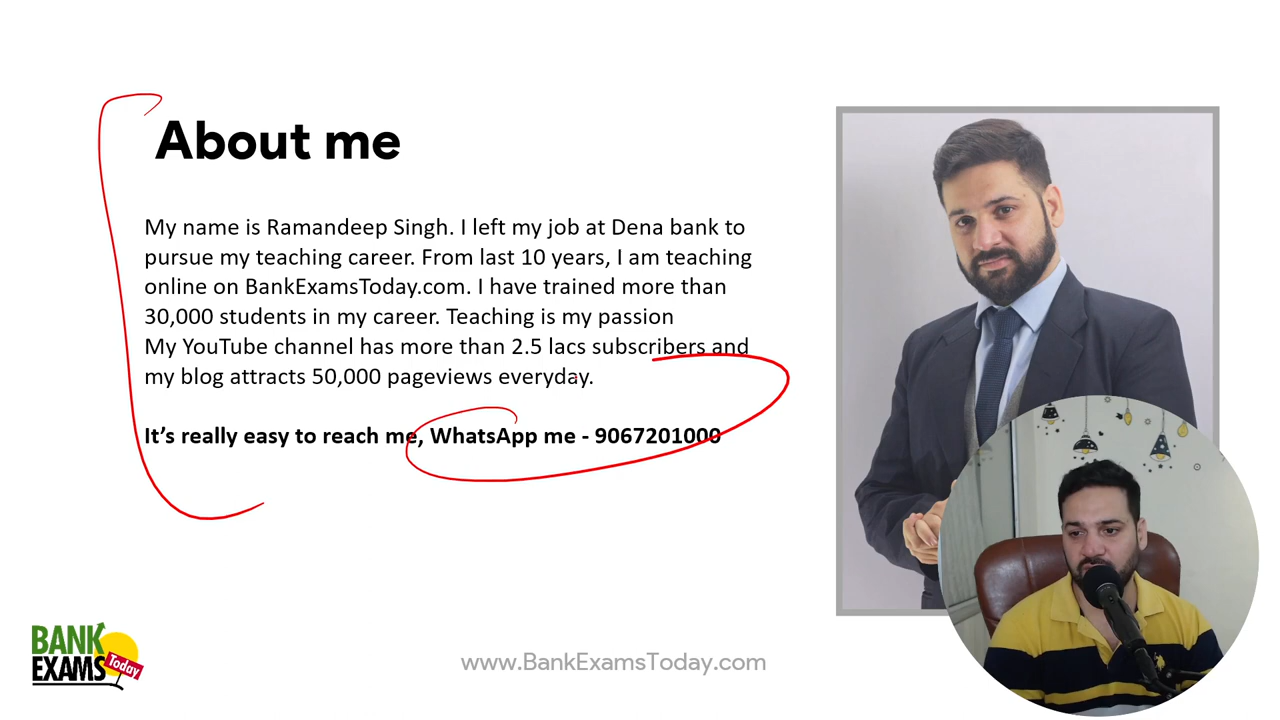 About me
My name is Ramandeep Singh. I left my job at Dena bank to
pursue my teaching career. From last 10 years, I am teaching
online on BankExamsToday.com. I have trained more than
30,000 students in my career. Teaching is my passion
My YouTube channel has more than 2.5 lacs subscribers and
my blog attracts 50,000 pageviews everyday.
It's really easy to reach me, WhatsApp me - 9067201000
BANK
EXAMS
Today
www.BankExamsToday.com